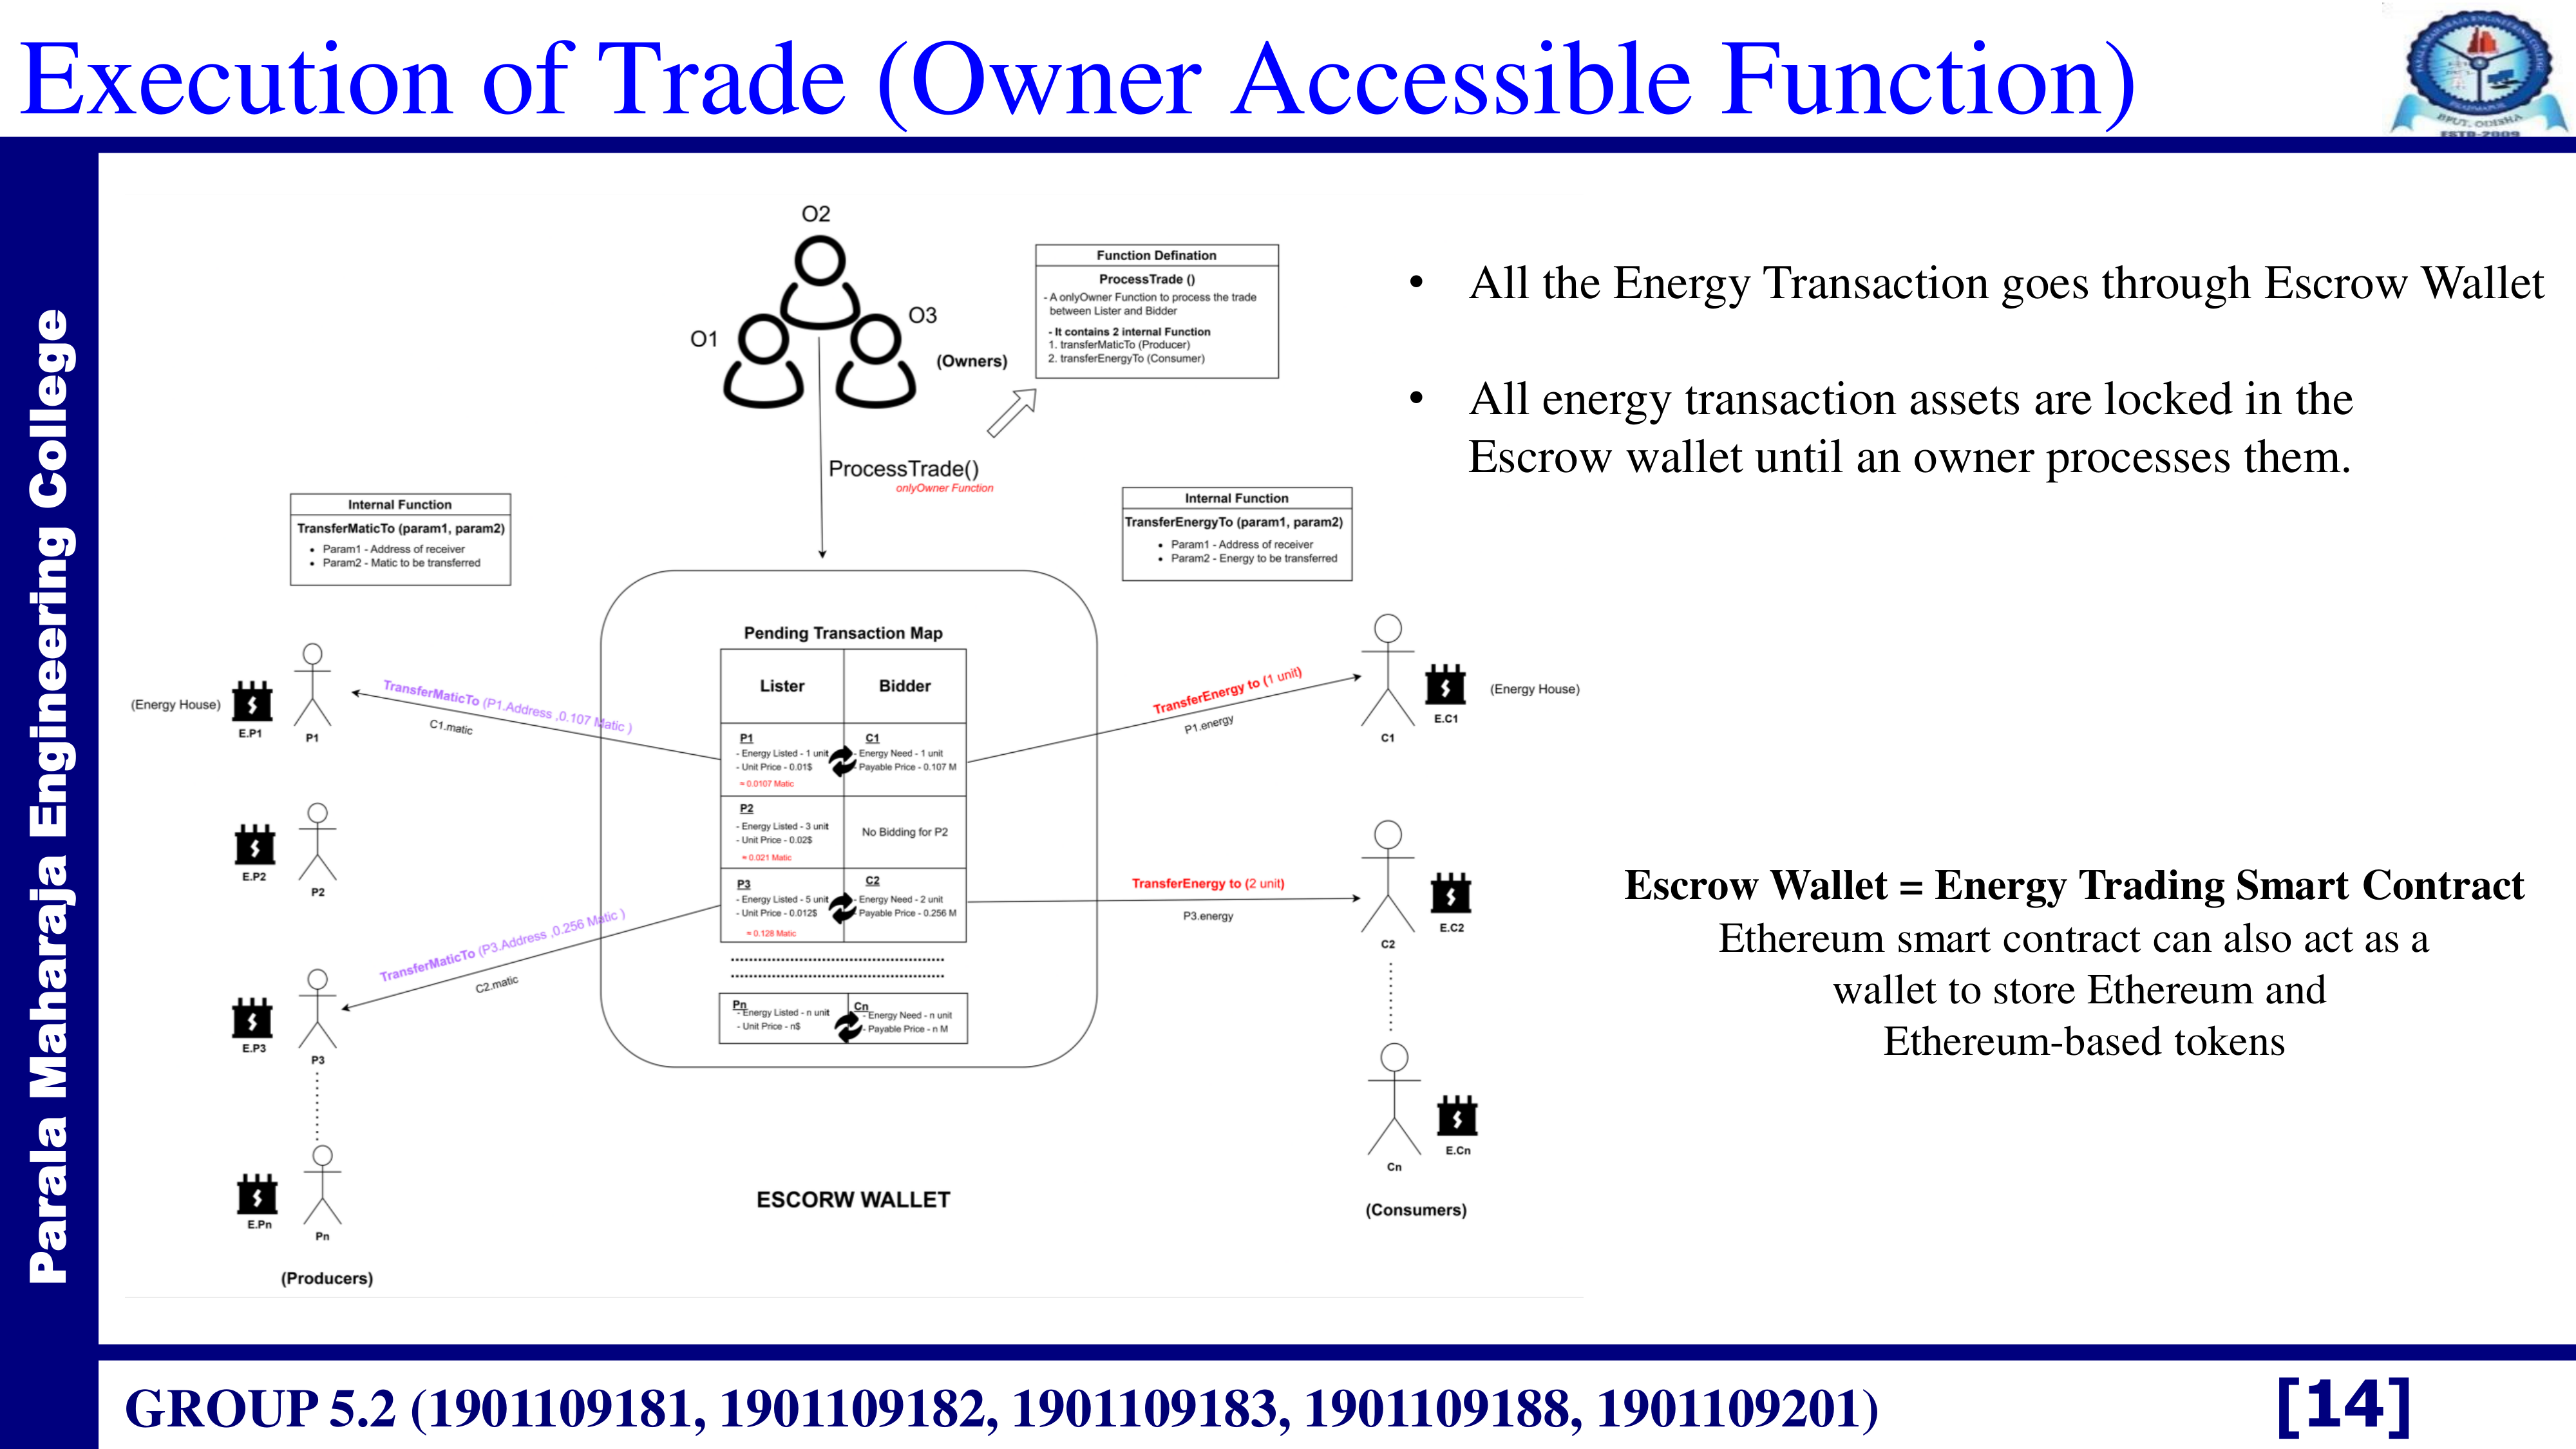 Execution of Trade (Owner Accessible Function)
BPUT, ODISHA
ESTD-2009
Parala Maharaja Engineering College
O2
O1
O3
(Owners)
Function Defination
ProcessTrade ()
- A onlyOwner Function to process the trade
between Lister and Bidder
- It contains 2 internal Function
1. transferMaticTo (Producer)
2. transferEnergyTo (Consumer)
ProcessTrade()
onlyOwner Function
Internal Function
TransferMaticTo (param1, param2)
• Param1 - Address of receiver
• Param2 - Matic to be transferred
Internal Function
TransferEnergyTo (param1, param2)
• Param1 - Address of receiver
• Param2 - Energy to be transferred
Pending Transaction Map
Lister
Bidder
P1
- Energy Listed - 1 unit
- Unit Price - 0.01$
≈ 0.0107 Matic
C1
- Energy Need - 1 unit
- Payable Price - 0.107 M
P2
- Energy Listed - 3 unit
- Unit Price - 0.02$
≈ 0.021 Matic
No Bidding for P2
P3
- Energy Listed - 5 unit
- Unit Price - 0.012$
≈ 0.128 Matic
C2
- Energy Need - 2 unit
- Payable Price - 0.256 M
Pn
- Energy Listed - n unit
- Unit Price - n$
Cn
- Energy Need - n unit
- Payable Price - n M
ESCORW WALLET
(Energy House)
E.P1
P1
TransferMaticTo (P1.Address ,0.107 Matic )
C1.matic
E.P2
P2
TransferMaticTo (P3.Address ,0.256 Matic )
C2.matic
E.P3
P3
E.Pn
Pn
(Producers)
TransferEnergy to (1 unit)
P1.energy
C1
E.C1
(Energy House)
TransferEnergy to (2 unit)
P3.energy
C2
E.C2
Cn
E.Cn
(Consumers)
• All the Energy Transaction goes through Escrow Wallet
• All energy transaction assets are locked in the
Escrow wallet until an owner processes them.
Escrow Wallet = Energy Trading Smart Contract
Ethereum smart contract can also act as a
wallet to store Ethereum and
Ethereum-based tokens
GROUP 5.2 (1901109181, 1901109182, 1901109183, 1901109188, 1901109201)
[14]